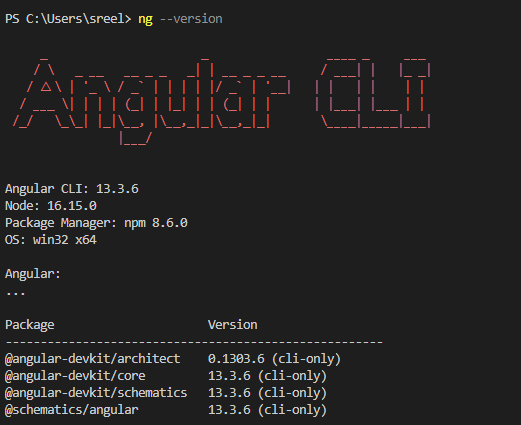 PS C:\Users\sreel> ng --version
Angular CLI
Angular CLI: 13.3.6
Node: 16.15.0
Package Manager: npm 8.6.0
OS: win32 x64
Angular:
...
Package Version
------------------------------------------------------
@angular-devkit/architect 0.1303.6 (cli-only)
@angular-devkit/core 13.3.6 (cli-only)
@angular-devkit/schematics 13.3.6 (cli-only)
@schematics/angular 13.3.6 (cli-only)